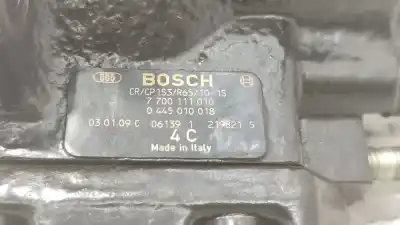 BOSCH
CR/CP1S3/R65/10-1S
7 700 111 010
0 445 010 018
03.01.09 C 06139 1 219821 5
4 C
Made in Italy